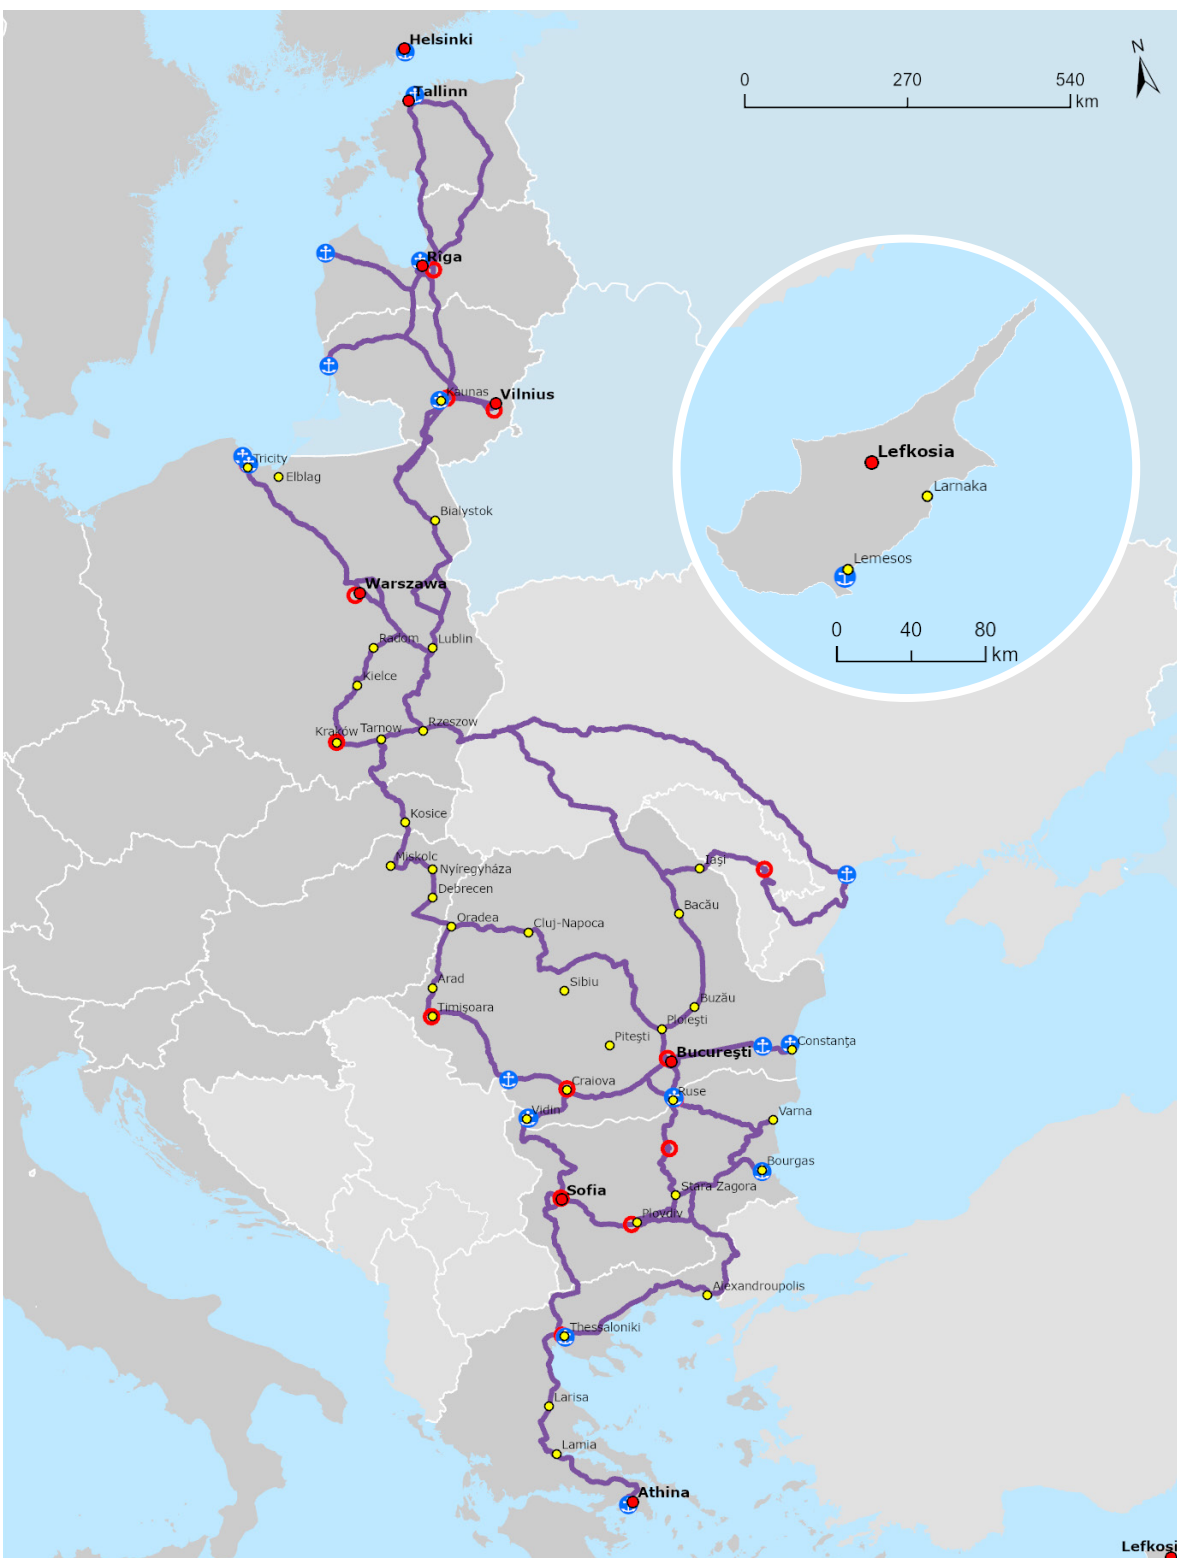 Helsinki
N
0 270 540
km
Tallinn
Riga
Kaunas
Vilnius
Lefkosia
Larnaka
Lemesos
0 40 80
km
Tricity
Elblag
Bialystok
Warszawa
Radom
Lublin
Kielce
Kraków
Tarnow
Rzeszow
Kosice
Miskolc
Nyíregyháza
Iaşi
Debrecen
Bacău
Oradea
Cluj-Napoca
Arad
Sibiu
Timişoara
Buzău
Ploieşti
Piteşti
Bucureşti
Constanţa
Craiova
Ruse
Vidin
Varna
Bourgas
Sofia
Stara Zagora
Plovdiv
Alexandroupolis
Thessaloniki
Larisa
Lamia
Athina
Lefkosi